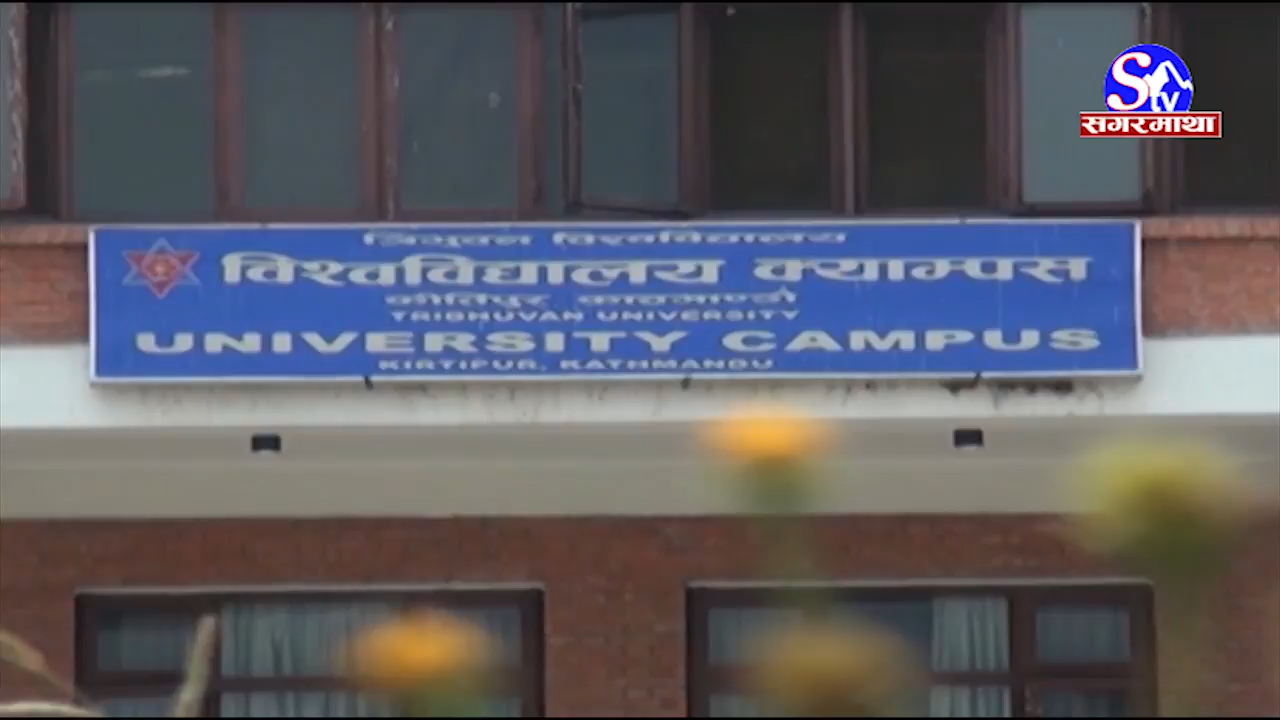 S
tv
सगरमाथा
त्रिभुवन विश्वविद्यालय
विश्वविद्यालय क्याम्पस
कीर्तिपुर काठमाण्डौ
TRIBHUVAN UNIVERSITY
UNIVERSITY CAMPUS
KIRTIPUR, KATHMANDU